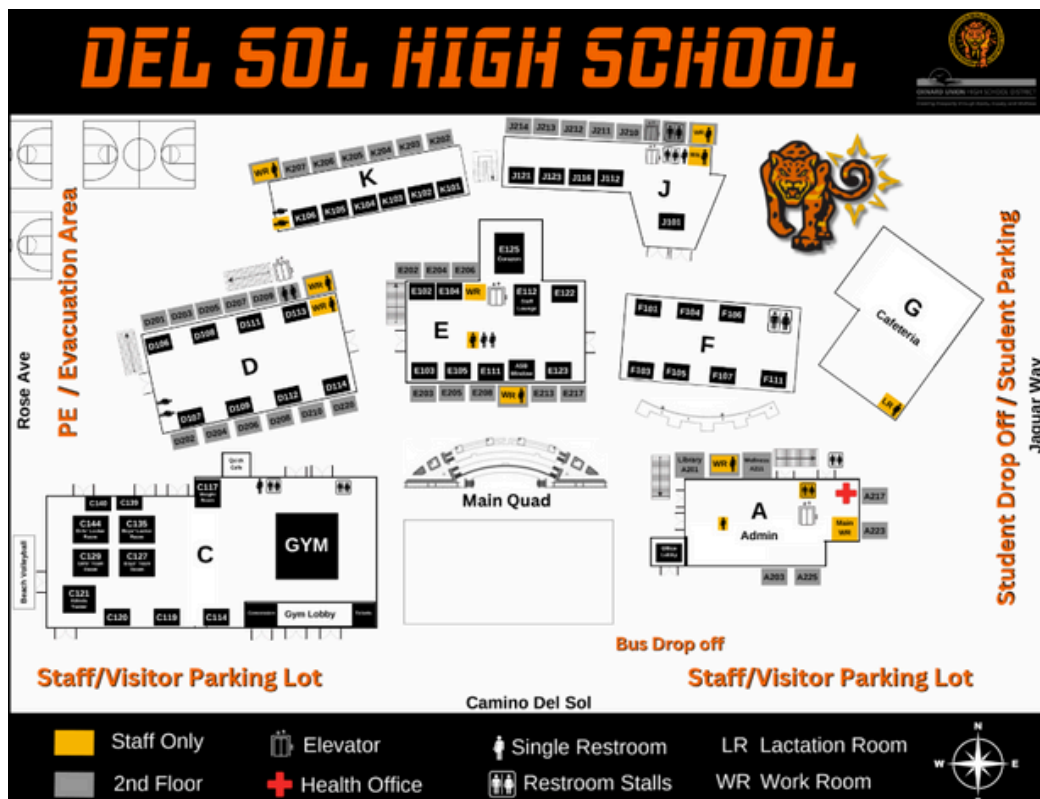 DEL SOL HIGH SCHOOL
OXNARD UNION HIGH SCHOOL DISTRICT
J214 J213 J212 J211 J210 WR
WR K207 K206 K205 K204 K203 K202
K
K106 K105 K104 K103 K102 K101
J121 J123 J116 J112
J
J101
PE / Evacuation Area
Rose Ave
Student Drop Off / Student Parking
Jaguar Way
E125
E202 E204 E206
E102 E104 WR E112 E122
Lounge
E
E103 E105 E111 ASB E123
Window
E203 E205 E208 WR E213 E217
D201 D203 D205 D207 D209 WR
D106 D108 D111 D113 WR
D
D107 D109 D112 D114
D202 D204 D206 D208 D210 D220
F101 F104 F106
F
F103 F105 F107 F111
G
Cafeteria
LR
Main Quad
C117
C140 C139
C144 C135
C129 C127
C121
C
GYM
C120 C119 C114
Gym Lobby
Beach Volleyball
Library
A201
WR
Wellness
A
Admin
A217
Main
WR
A223
Office
Lobby
A203 A225
Bus Drop off
Staff/Visitor Parking Lot
Staff/Visitor Parking Lot
Camino Del Sol
Staff Only
Elevator
Single Restroom
LR Lactation Room
2nd Floor
Health Office
Restroom Stalls
WR Work Room
N
W E
S